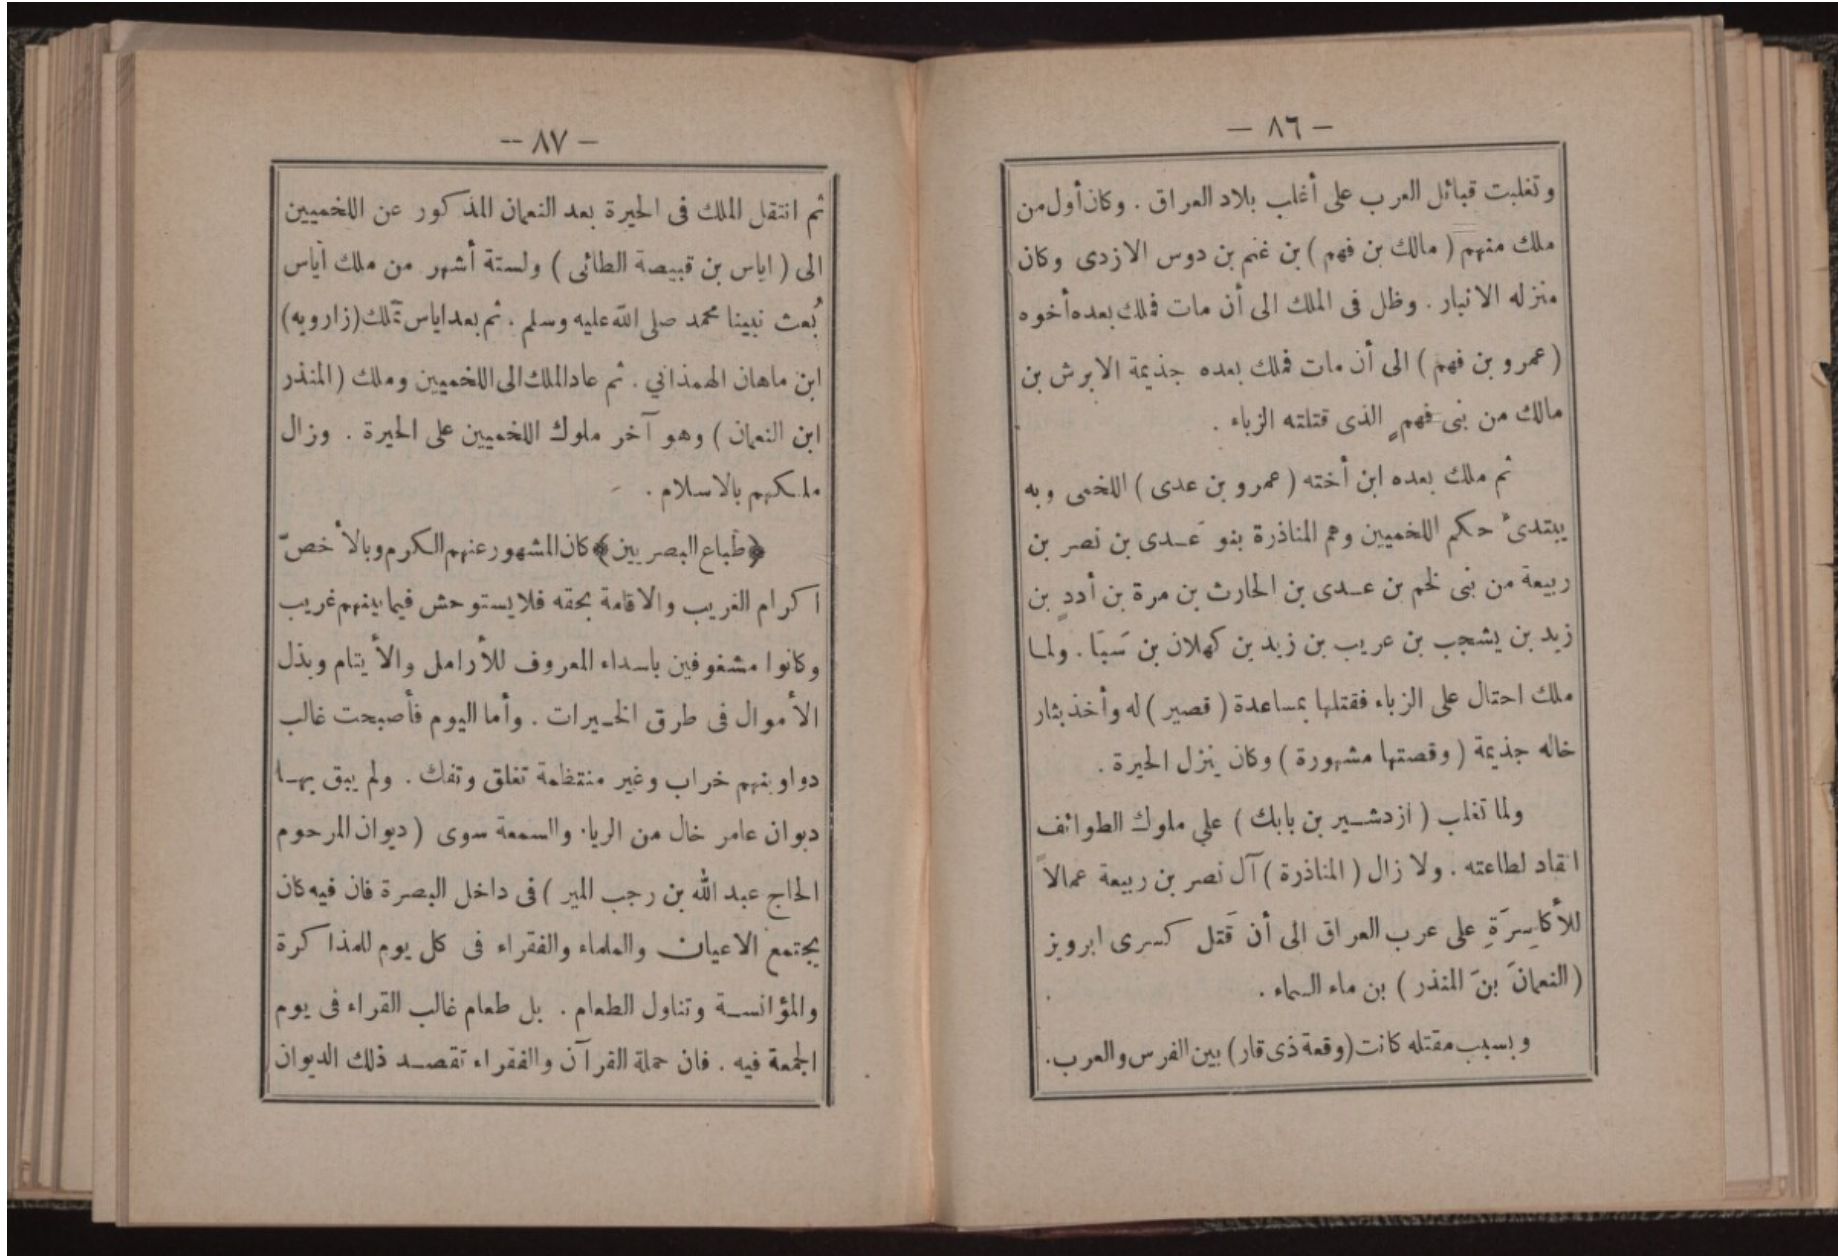 — ٨٦ —
وتغلبت قبائل العرب على أغلب بلاد العراق . وكان أول من
ملك منهم ( مالك بن فهم ) بن غنم بن دوس الازدى وكان
منزله الانبار . وظل فى الملك الى أن مات فملك بعده أخوه
( عمرو بن فهم ) الى أن مات فملك بعده جذيمة الابرش بن
مالك من بنى فهمٍ الذى قتلته الزباء .
ثم ملك بعده ابن أخته ( عمرو بن عدى ) اللخمى وبه
يبتدئ حكم اللخميين وهم المناذرة بنو عدى بن نصر بن
ربيعة من بنى لخم بن عدى بن الحارث بن مرة بن أددٍ بن
زيد بن يشجب بن عريب بن زيد بن كهلان بن سَبَا . ولما
ملك احتال على الزباء فقتلها بمساعدة ( قصير ) له وأخذ بثار
خاله جذيمة ( وقصتها مشهورة ) وكان ينزل الحيرة .
ولما تغلب ( ازدشير بن بابك ) علي ملوك الطوائف
انقاد لطاعته . ولا زال ( المناذرة ) آل نصر بن ربيعة عمالاً
للأكاسِرَةِ على عرب العراق الى أن قَتل كسرى ابرويز
( النعمانَ بنَ المنذر ) بن ماء السماء .
وبسبب مقتله كانت (وقعة ذى قار) بين الفرس والعرب .
-- ٨٧ —
ثم انتقل الملك فى الحيرة بعد النعمان المذكور عن اللخميين
الى ( اياس بن قبيصة الطائى ) ولستة أشهر من ملك أياس
بُعث نبينا محمد صلى الله عليه وسلم . ثم بعد اياس تملك (زارويه)
ابن ماهان الهمذاني . ثم عاد الملك الى اللخميين وملك ( المنذر
ابن النعمان ) وهو آخر ملوك اللخميين على الحيرة . وزال
ملكهم بالاسلام .
﴿ طباع البصريين ﴾ كان المشهور عنهم الكرم وبالأخصّ
اكرام الغريب والاقامة بحقه فلا يستوحش فيما بينهم غريب
وكانوا مشغوفين باسداء المعروف للأرامل والأيتام وبذل
الأموال فى طرق الخيرات . وأما اليوم فأصبحت غالب
دواوينهم خراب وغير منتظمة تغلق وتفك . ولم يبق بها
ديوان عامر خال من الرياء والسمعة سوى ( ديوان المرحوم
الحاج عبد الله بن رجب المير ) فى داخل البصرة فان فيه كان
يجتمع الاعيان والعلماء والفقراء فى كل يوم للمذاكرة
والمؤانسة وتناول الطعام . بل طعام غالب القراء فى يوم
الجمعة فيه . فان حملة القرآن والفقراء تقصد ذلك الديوان